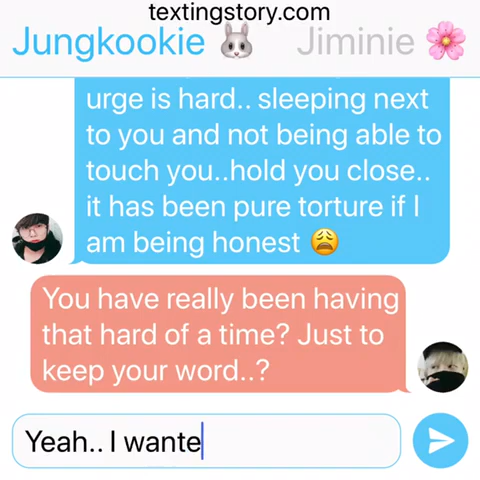 textingstory.com
Jungkookie 🐰 Jiminie 🌸
urge is hard.. sleeping next
to you and not being able to
touch you..hold you close..
it has been pure torture if I
am being honest 😩
You have really been having
that hard of a time? Just to
keep your word..?
Yeah.. I wante